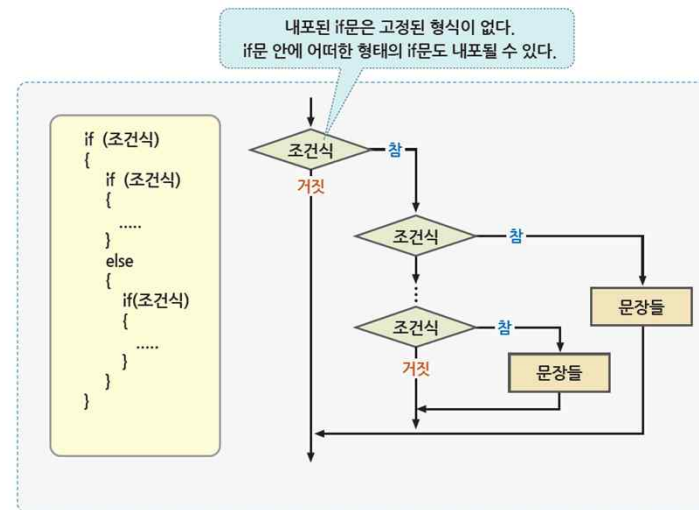 내포된 if문은 고정된 형식이 없다.
if문 안에 어떠한 형태의 if문도 내포될 수 있다.
if (조건식)
{
if (조건식)
{
.....
}
else
{
if(조건식)
{
.....
}
}
}
조건식
참
거짓
조건식
참
문장들
조건식
참
거짓
문장들